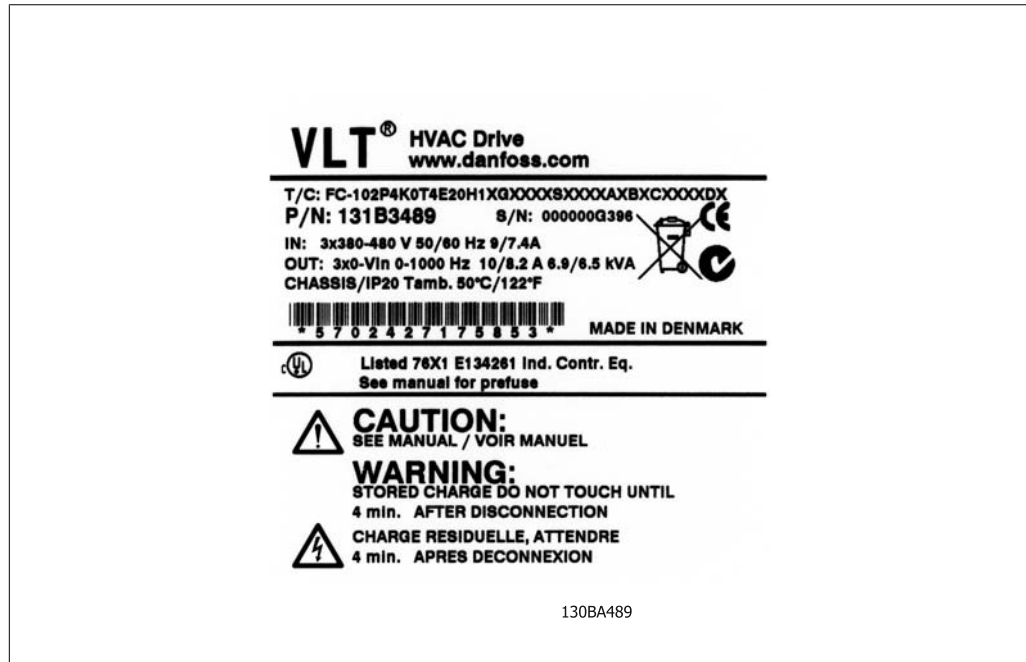 VLT® HVAC Drive
www.danfoss.com
T/C: FC-102P4K0T4E20H1XGXXXXSXXXXAXBXCXXXXDX
P/N: 131B3489 S/N: 000000G396
IN: 3x380-480 V 50/60 Hz 9/7.4A
OUT: 3x0-Vin 0-1000 Hz 10/8.2 A 6.9/6.5 kVA
CHASSIS/IP20 Tamb. 50°C/122°F
CE
* 5 7 0 2 4 2 7 1 7 5 8 5 3 * MADE IN DENMARK
c UL Listed 76X1 E134261 Ind. Contr. Eq.
See manual for prefuse
CAUTION:
SEE MANUAL / VOIR MANUEL
WARNING:
STORED CHARGE DO NOT TOUCH UNTIL
4 min. AFTER DISCONNECTION
CHARGE RESIDUELLE, ATTENDRE
4 min. APRES DECONNEXION
130BA489